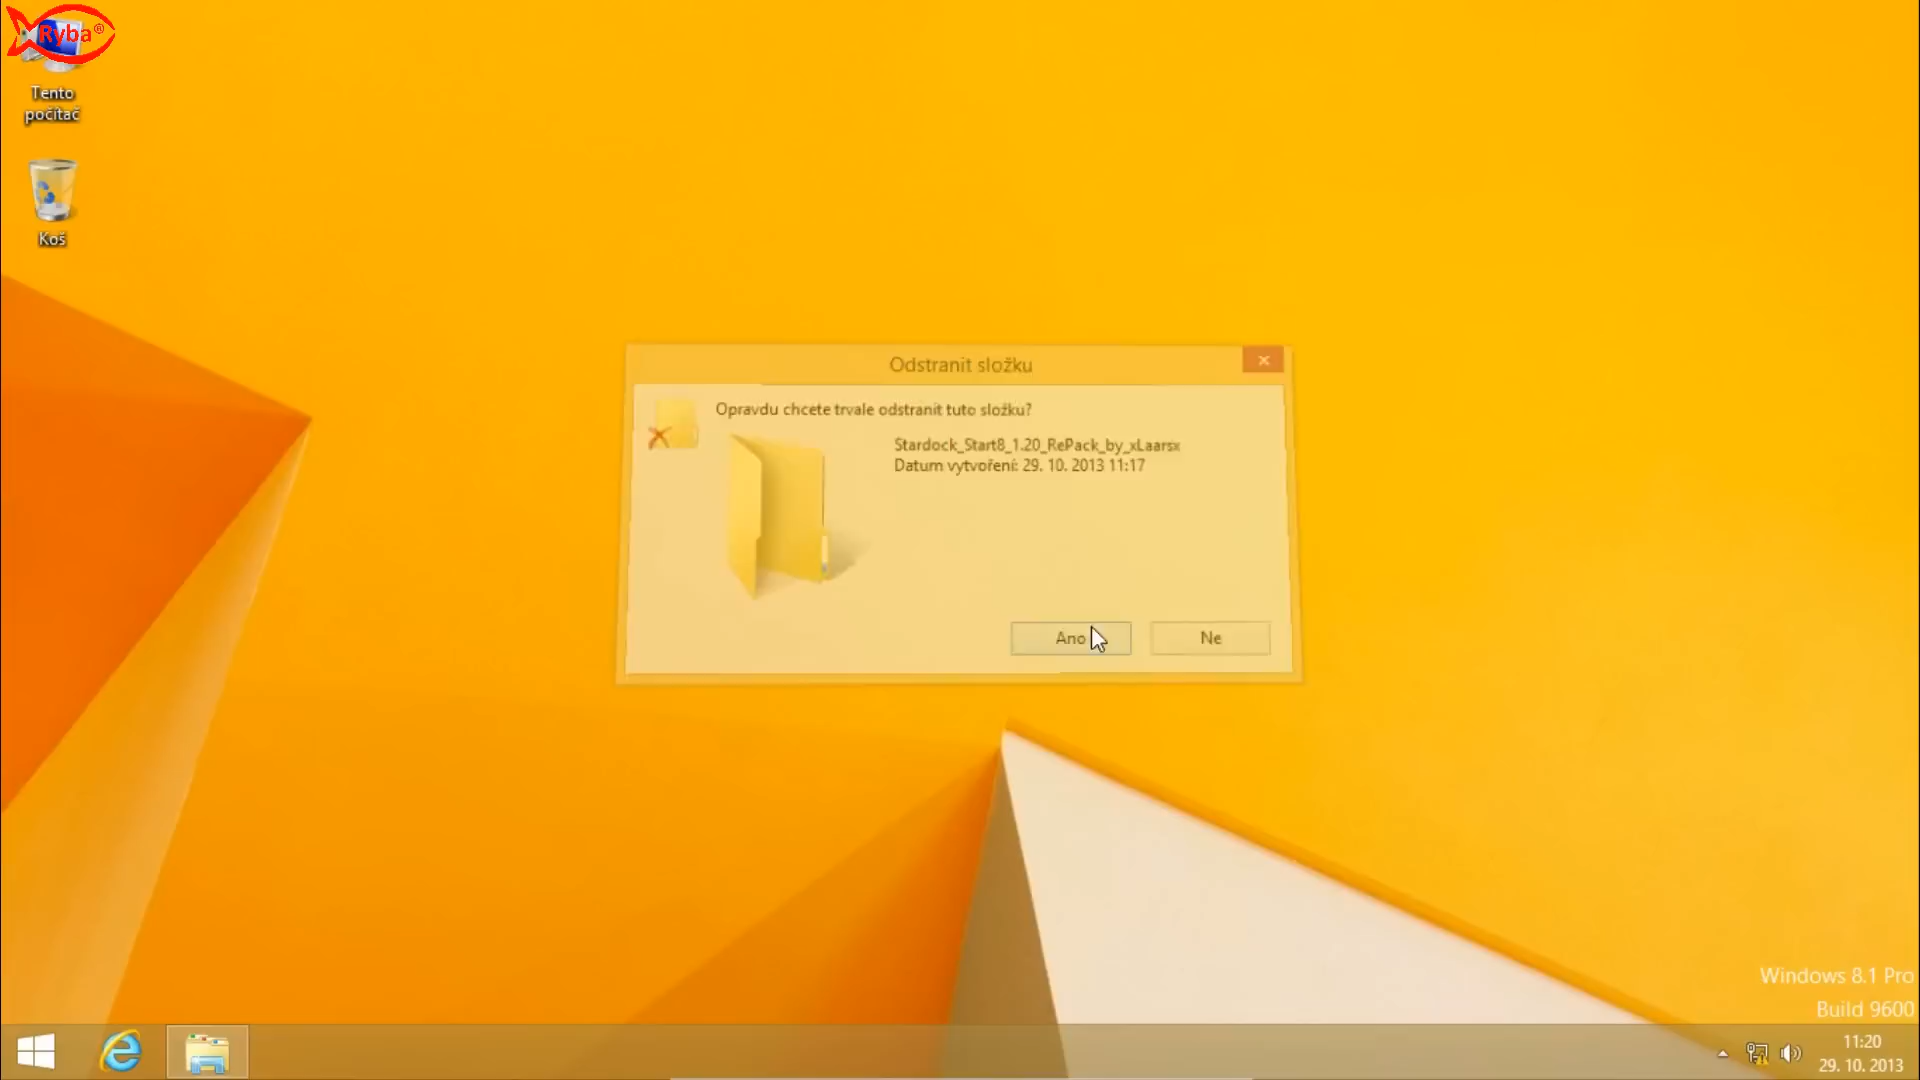 Ryba®
Tento
počítač
Koš
Odstranit složku
Opravdu chcete trvale odstranit tuto složku?
Stardock_Start8_1.20_RePack_by_xLaarsx
Datum vytvoření: 29. 10. 2013 11:17
Ano
Ne
Windows 8.1 Pro
Build 9600
11:20
29. 10. 2013